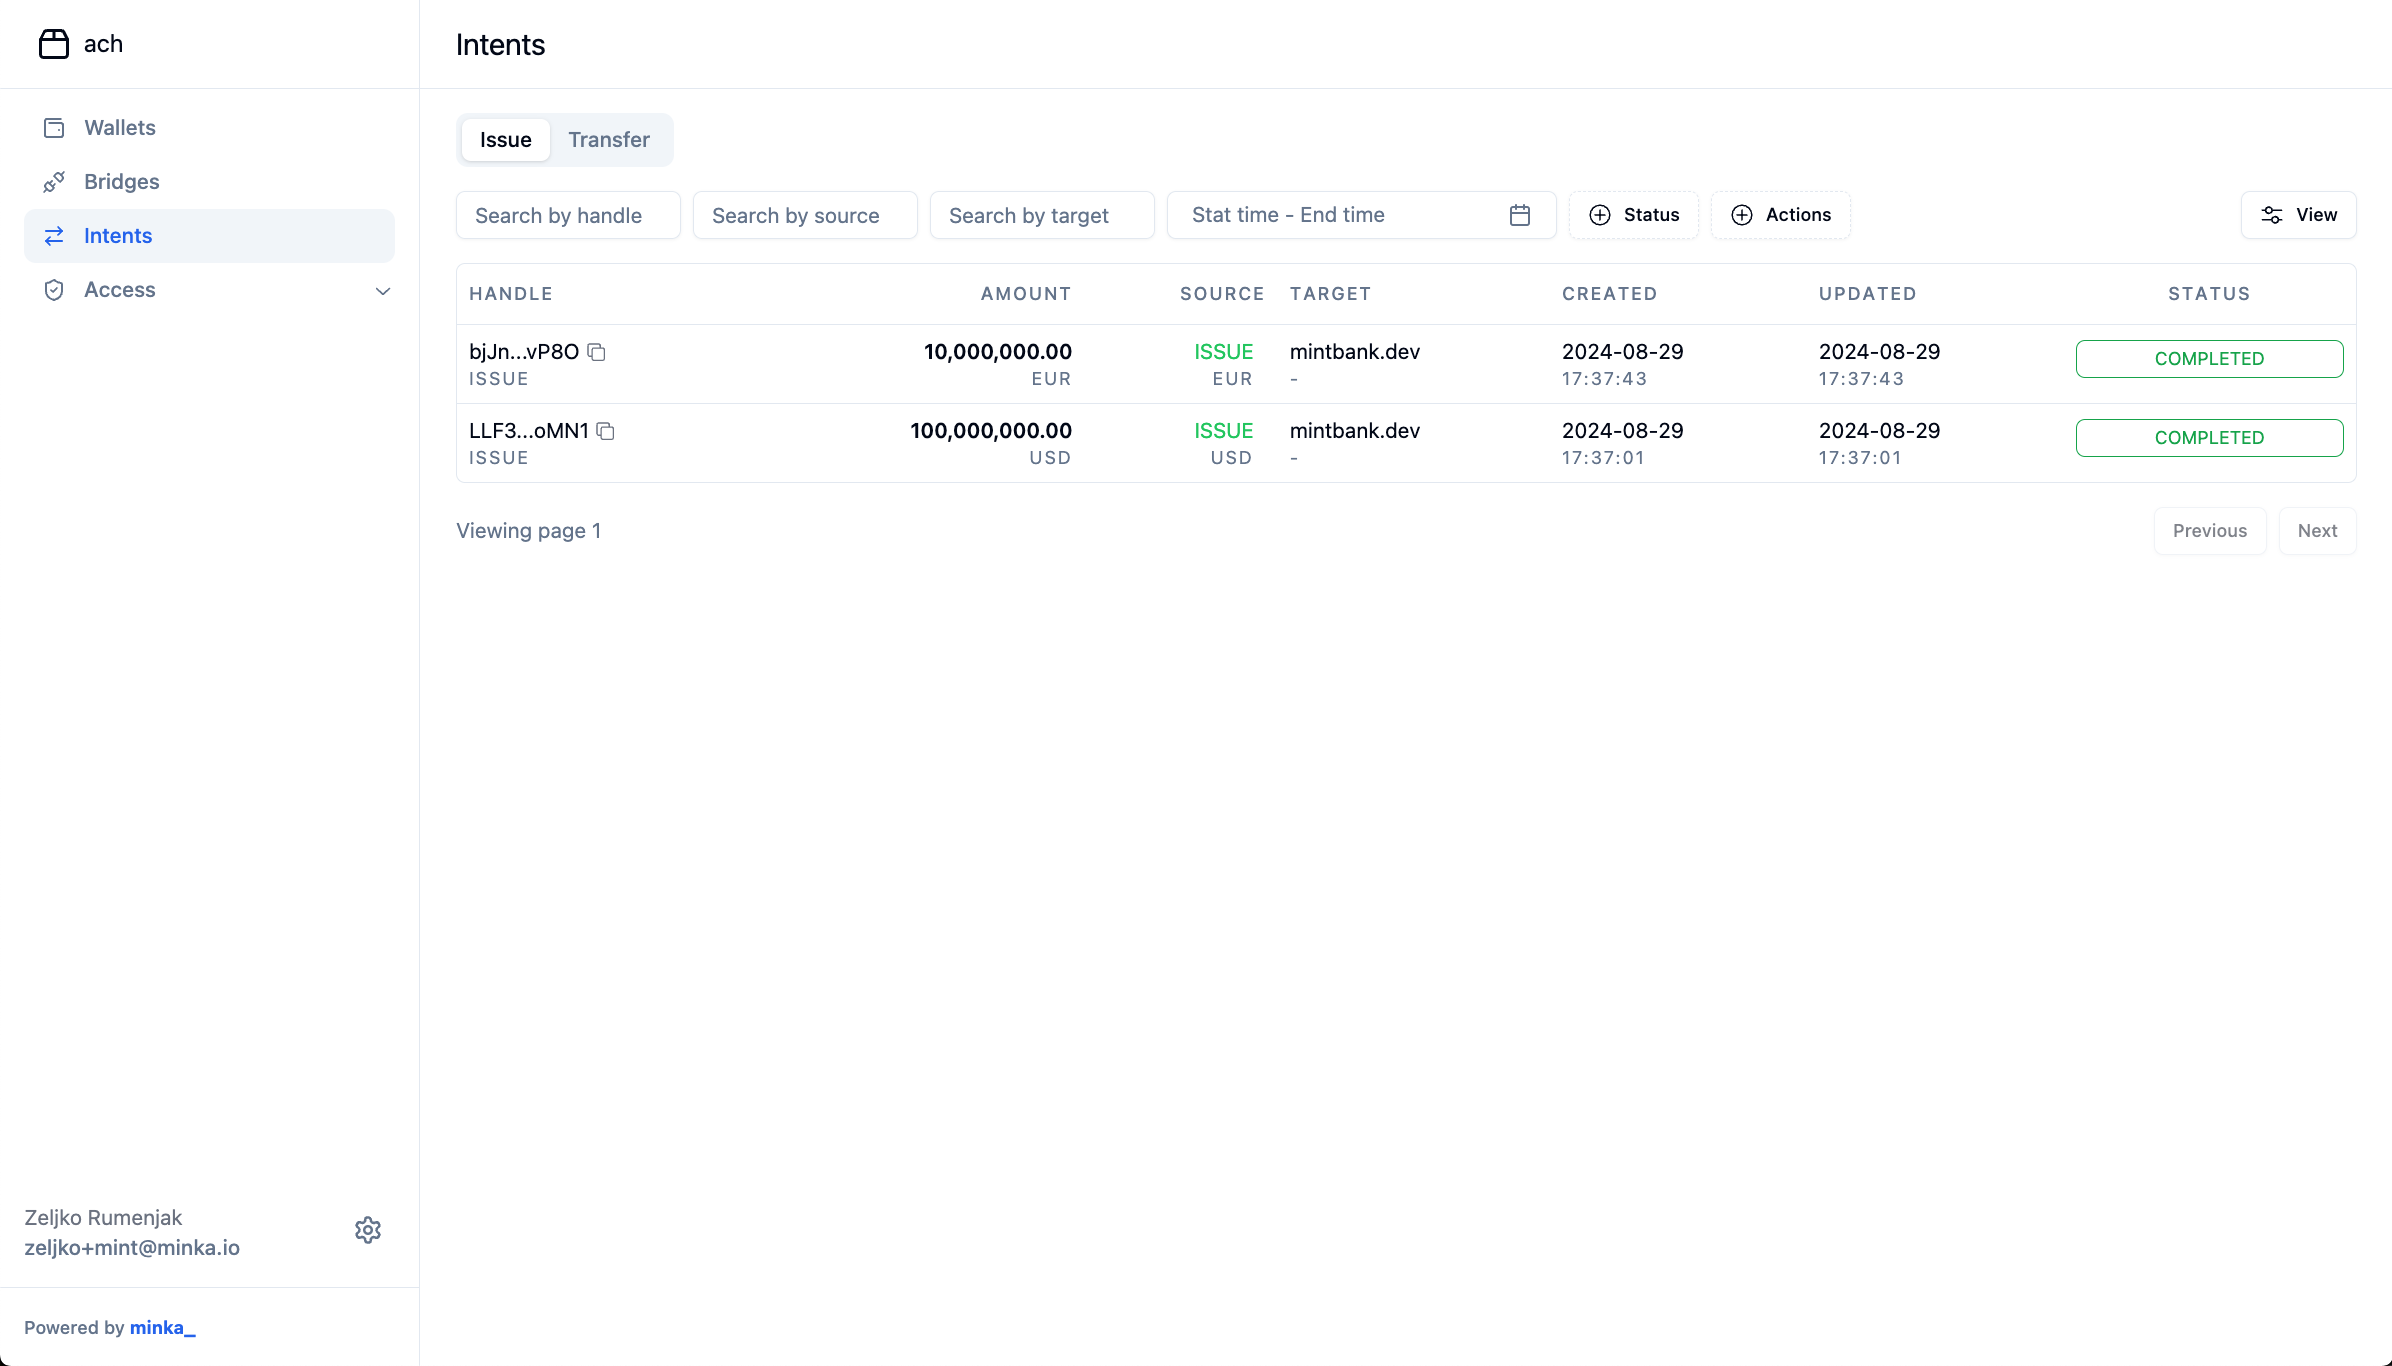 ach
Intents
Wallets
Bridges
Intents
Access
Issue Transfer
Search by handle Search by source Search by target Stat time - End time Status Actions View
HANDLE AMOUNT SOURCE TARGET CREATED UPDATED STATUS
bjJn...vP8O 10,000,000.00 ISSUE mintbank.dev 2024-08-29 2024-08-29 COMPLETED
ISSUE EUR EUR - 17:37:43 17:37:43
LLF3...oMN1 100,000,000.00 ISSUE mintbank.dev 2024-08-29 2024-08-29 COMPLETED
ISSUE USD USD - 17:37:01 17:37:01
Viewing page 1 Previous Next
Zeljko Rumenjak
zeljko+mint@minka.io
Powered by minka_